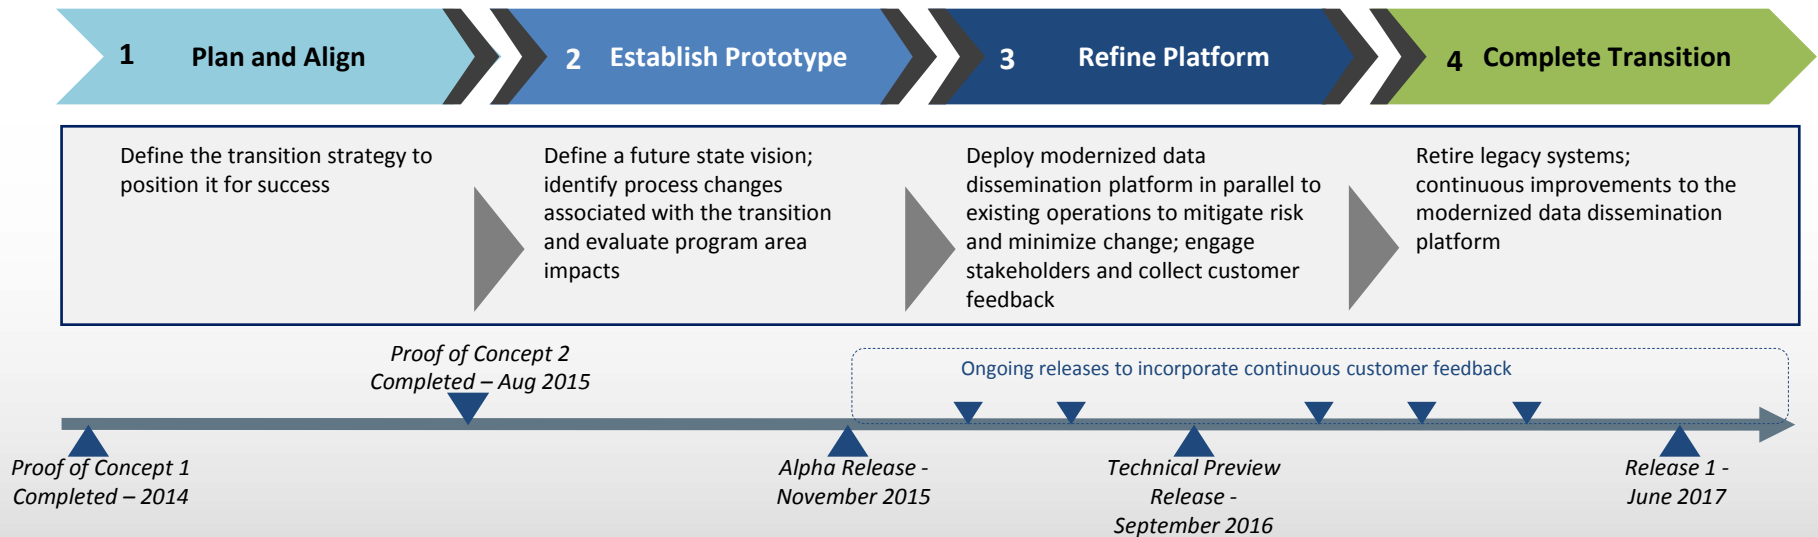 1 Plan and Align
2 Establish Prototype
3 Refine Platform
4 Complete Transition
Define the transition strategy to
position it for success
Define a future state vision;
identify process changes
associated with the transition
and evaluate program area
impacts
Deploy modernized data
dissemination platform in parallel to
existing operations to mitigate risk
and minimize change; engage
stakeholders and collect customer
feedback
Retire legacy systems;
continuous improvements to the
modernized data dissemination
platform
Proof of Concept 2
Completed – Aug 2015
Ongoing releases to incorporate continuous customer feedback
Proof of Concept 1
Completed – 2014
Alpha Release -
November 2015
Technical Preview
Release -
September 2016
Release 1 -
June 2017